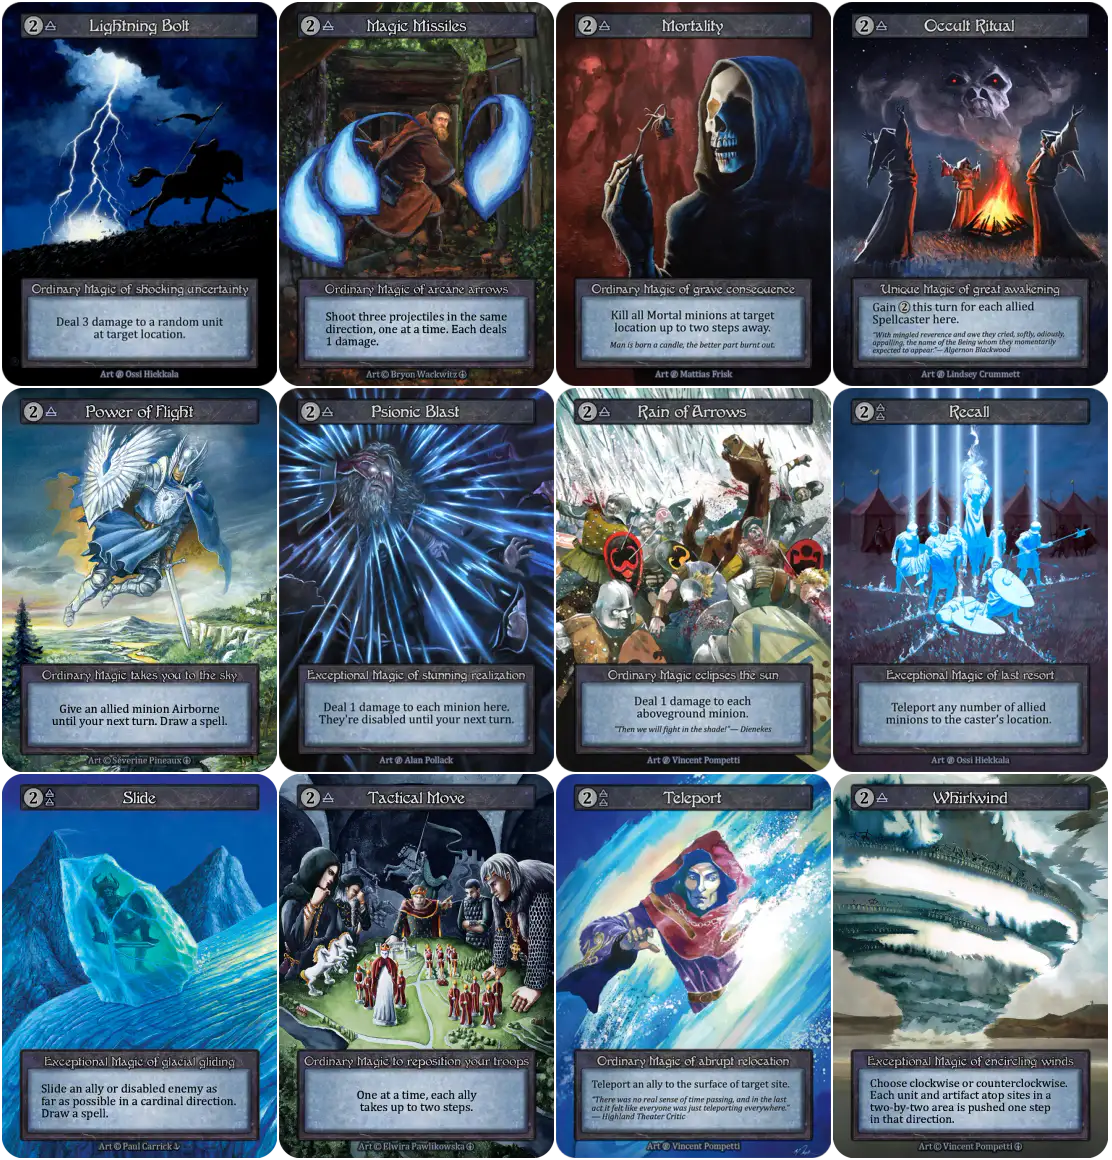 2 Lightning Bolt
Ordinary Magic of shocking uncertainty
Deal 3 damage to a random unit
at target location.
Art Ossi Hiekkala
2 Magic Missiles
Ordinary Magic of arcane arrows
Shoot three projectiles in the same
direction, one at a time. Each deals
1 damage.
Art © Bryon Wackwitz
2 Mortality
Ordinary Magic of grave consequence
Kill all Mortal minions at target
location up to two steps away.
Man is born a candle, the better part burnt out.
Art Mattias Frisk
2 Occult Ritual
Unique Magic of great awakening
Gain ② this turn for each allied
Spellcaster here.
"With mingled reverence and awe they cried, softly, odiously,
appalling, the name of the Being whom they momentarily
expected to appear."— Algernon Blackwood
Art Lindsey Crummett
2 Power of Flight
Ordinary Magic takes you to the sky
Give an allied minion Airborne
until your next turn. Draw a spell.
Art © Séverine Pineaux
2 Psionic Blast
Exceptional Magic of stunning realization
Deal 1 damage to each minion here.
They're disabled until your next turn.
Art Alan Pollack
2 Rain of Arrows
Ordinary Magic eclipses the sun
Deal 1 damage to each
aboveground minion.
"Then we will fight in the shade!"— Dienekes
Art Vincent Pompetti
2 Recall
Exceptional Magic of last resort
Teleport any number of allied
minions to the caster's location.
Art Ossi Hiekkala
2 Slide
Exceptional Magic of glacial gliding
Slide an ally or disabled enemy as
far as possible in a cardinal direction.
Draw a spell.
Art © Paul Carrick
2 Tactical Move
Ordinary Magic to reposition your troops
One at a time, each ally
takes up to two steps.
Art © Elwira Pawlikowska
2 Teleport
Ordinary Magic of abrupt relocation
Teleport an ally to the surface of target site.
"There was no real sense of time passing, and in the last
act it felt like everyone was just teleporting everywhere."
— Highland Theater Critic
Art Vincent Pompetti
2 Whirlwind
Exceptional Magic of encircling winds
Choose clockwise or counterclockwise.
Each unit and artifact atop sites in a
two-by-two area is pushed one step
in that direction.
Art © Vincent Pompetti